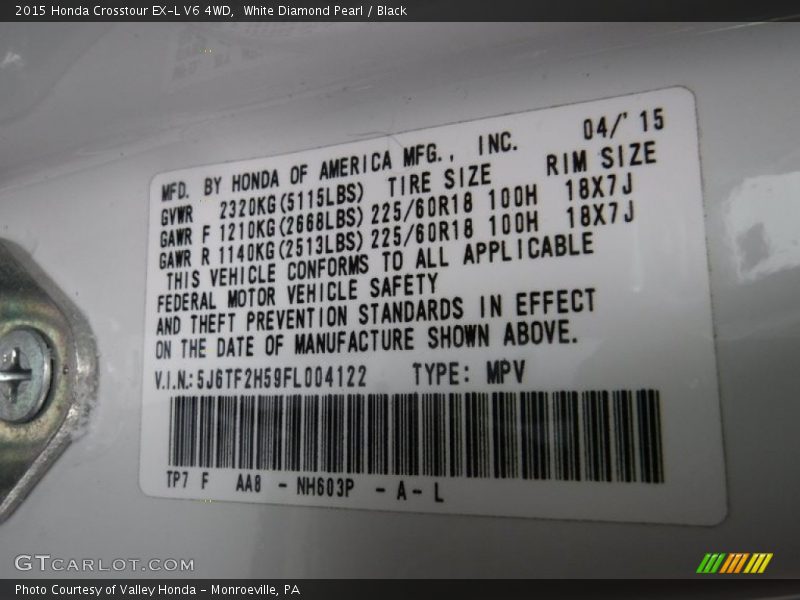 2015 Honda Crosstour EX-L V6 4WD,  White Diamond Pearl / Black
04/'15
MFD. BY HONDA OF AMERICA MFG., INC.
GVWR 2320KG(5115LBS) TIRE SIZE RIM SIZE
GAWR F 1210KG(2668LBS) 225/60R18 100H 18X7J
GAWR R 1140KG(2513LBS) 225/60R18 100H 18X7J
THIS VEHICLE CONFORMS TO ALL APPLICABLE
FEDERAL MOTOR VEHICLE SAFETY
AND THEFT PREVENTION STANDARDS IN EFFECT
ON THE DATE OF MANUFACTURE SHOWN ABOVE.
V.I.N.: 5J6TF2H59FL004122 TYPE: MPV
TP7 F AA8 - NH603P - A- L
GTCARLOT.COM
Photo Courtesy of Valley Honda - Monroeville, PA